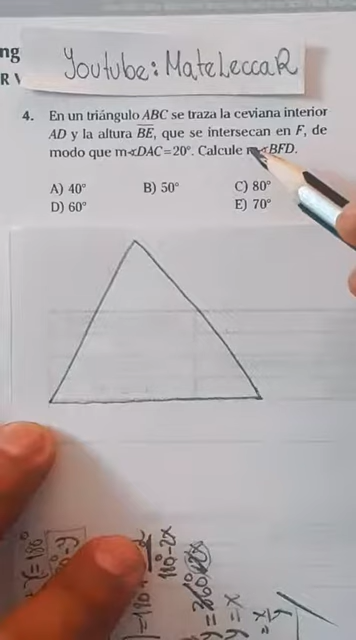 ng
R
Youtube: MateLeccaR
4. En un triángulo ABC se traza la ceviana interior
AD y la altura BE, que se intersecan en F, de
modo que m∢DAC=20°. Calcule m∢BFD.
A) 40° B) 50° C) 80°
D) 60° E) 70°
180°-2x
y=x